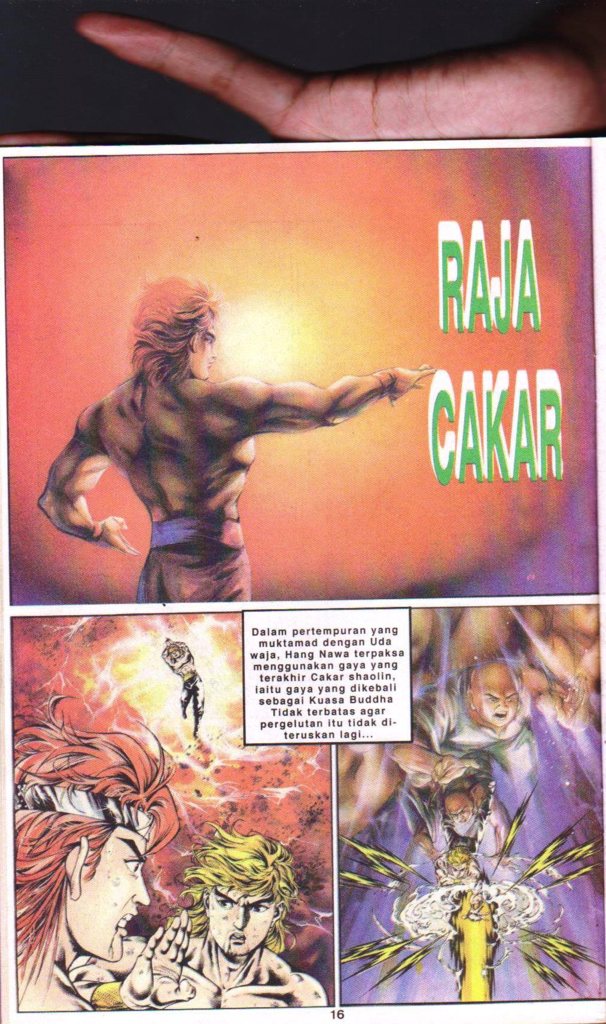 RAJA
CAKAR
Dalam pertempuran yang
muktamad dengan Uda
waja, Hang Nawa terpaksa
menggunakan gaya yang
terakhir Cakar shaolin,
iaitu gaya yang dikebali
sebagai Kuasa Buddha
Tidak terbatas agar
pergelutan itu tidak di-
teruskan lagi...
16